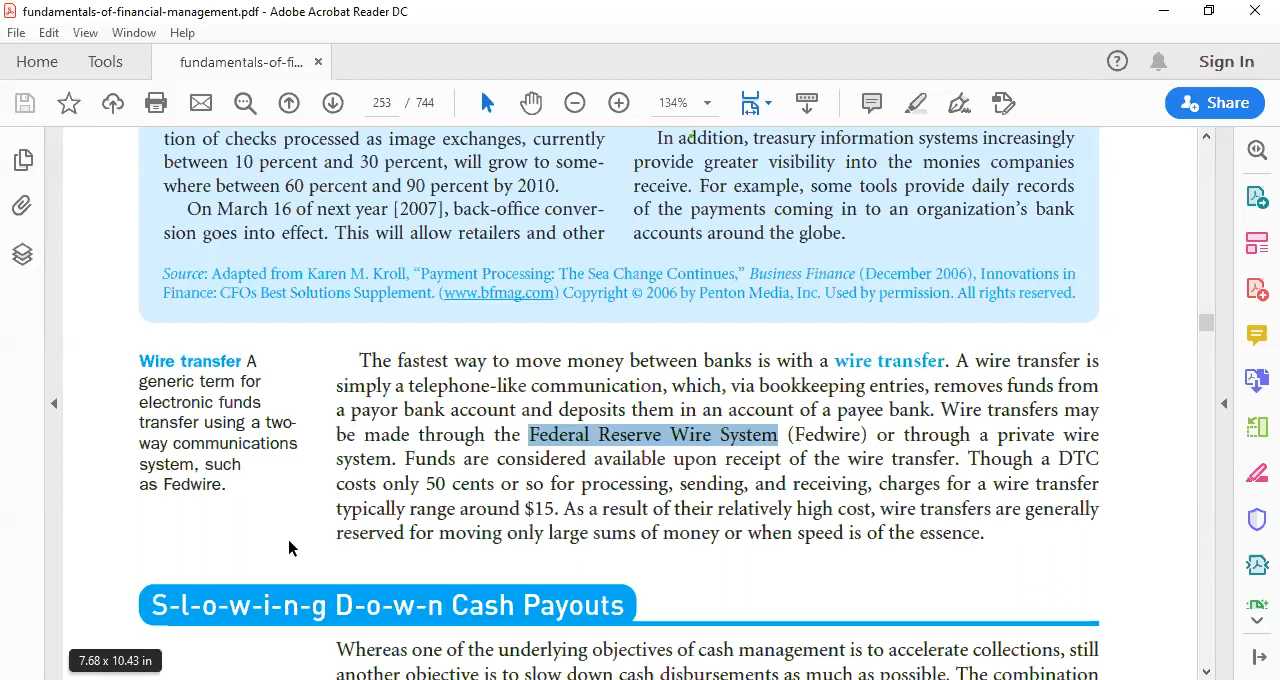 fundamentals-of-financial-management.pdf - Adobe Acrobat Reader DC
File Edit View Window Help
Home Tools fundamentals-of-fi... ×
? Sign In
253 / 744 134% Share
tion of checks processed as image exchanges, currently
between 10 percent and 30 percent, will grow to some-
where between 60 percent and 90 percent by 2010.
On March 16 of next year [2007], back-office conver-
sion goes into effect. This will allow retailers and other
In addition, treasury information systems increasingly
provide greater visibility into the monies companies
receive. For example, some tools provide daily records
of the payments coming in to an organization's bank
accounts around the globe.
Source: Adapted from Karen M. Kroll, "Payment Processing: The Sea Change Continues," Business Finance (December 2006), Innovations in
Finance: CFOs Best Solutions Supplement. (www.bfmag.com) Copyright © 2006 by Penton Media, Inc. Used by permission. All rights reserved.
Wire transfer A
generic term for
electronic funds
transfer using a two-
way communications
system, such
as Fedwire.
The fastest way to move money between banks is with a wire transfer. A wire transfer is
simply a telephone-like communication, which, via bookkeeping entries, removes funds from
a payor bank account and deposits them in an account of a payee bank. Wire transfers may
be made through the Federal Reserve Wire System (Fedwire) or through a private wire
system. Funds are considered available upon receipt of the wire transfer. Though a DTC
costs only 50 cents or so for processing, sending, and receiving, charges for a wire transfer
typically range around $15. As a result of their relatively high cost, wire transfers are generally
reserved for moving only large sums of money or when speed is of the essence.
S-l-o-w-i-n-g D-o-w-n Cash Payouts
Whereas one of the underlying objectives of cash management is to accelerate collections, still
another objective is to slow down cash disbursements as much as possible. The combination
7.68 x 10.43 in